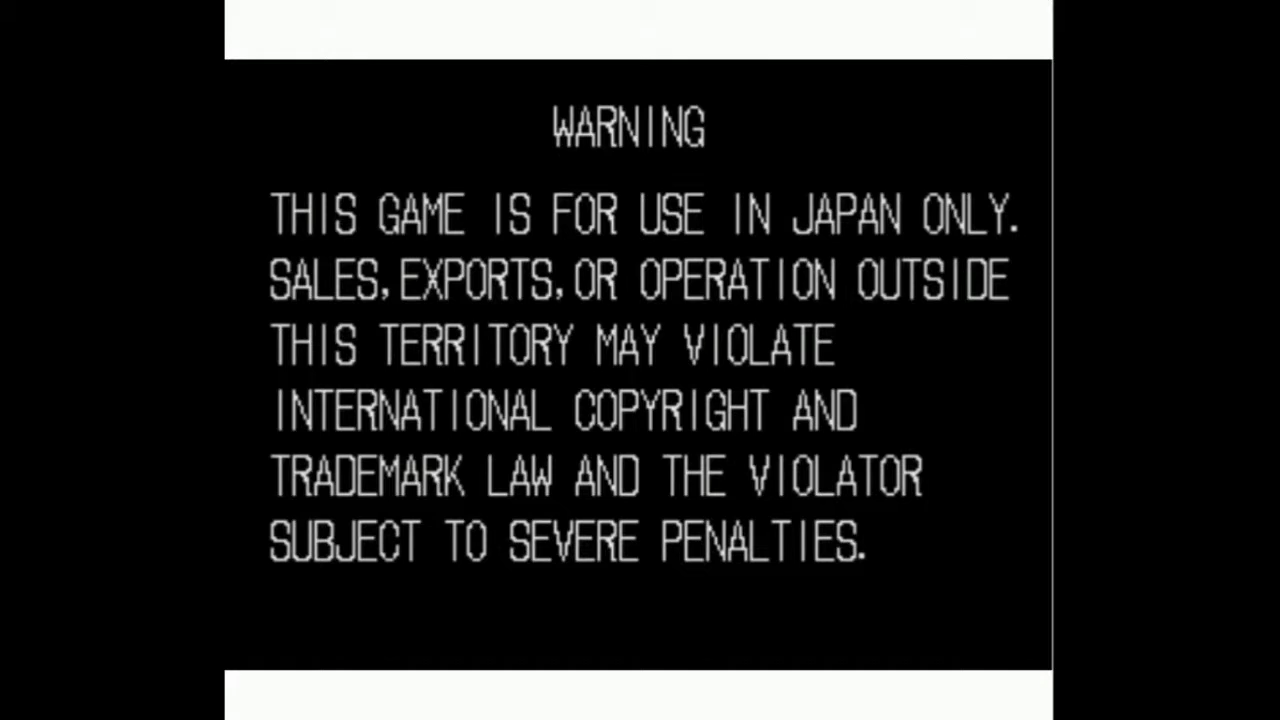 WARNING
THIS GAME IS FOR USE IN JAPAN ONLY.
SALES,EXPORTS,OR OPERATION OUTSIDE
THIS TERRITORY MAY VIOLATE
INTERNATIONAL COPYRIGHT AND
TRADEMARK LAW AND THE VIOLATOR
SUBJECT TO SEVERE PENALTIES.